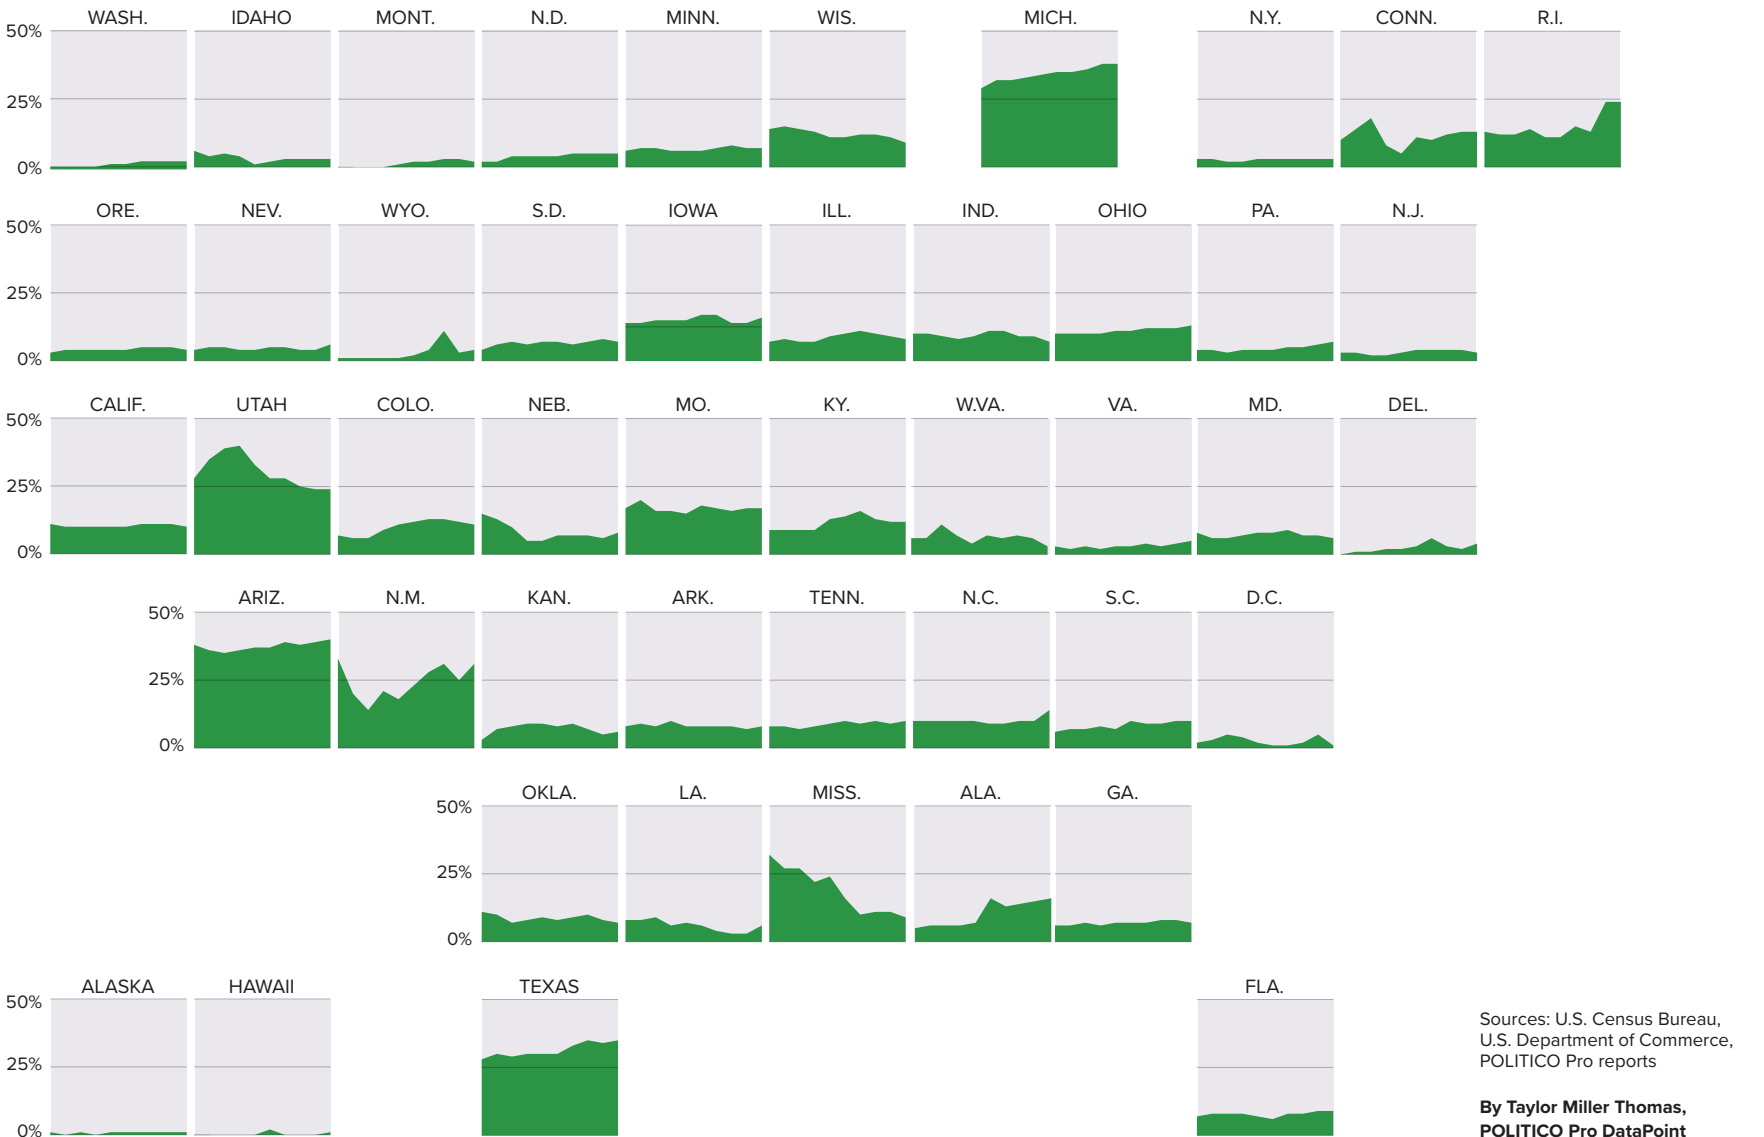 WASH. IDAHO MONT. N.D. MINN. WIS. MICH. N.Y. CONN. R.I.
50%
25%
0%
ORE. NEV. WYO. S.D. IOWA ILL. IND. OHIO PA. N.J.
50%
25%
0%
CALIF. UTAH COLO. NEB. MO. KY. W.VA. VA. MD. DEL.
50%
25%
0%
ARIZ. N.M. KAN. ARK. TENN. N.C. S.C. D.C.
50%
25%
0%
OKLA. LA. MISS. ALA. GA.
50%
25%
0%
ALASKA HAWAII TEXAS FLA.
50%
25%
0%
Sources: U.S. Census Bureau,
U.S. Department of Commerce,
POLITICO Pro reports
By Taylor Miller Thomas,
POLITICO Pro DataPoint